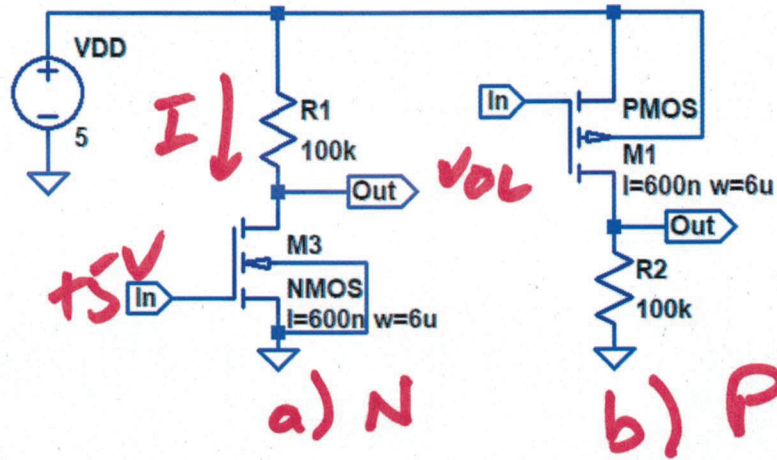 VDD
5
I
R1
100k
Out
VOL
M3
NMOS
l=600n w=6u
+5V
In
a) N
In
PMOS
M1
l=600n w=6u
Out
R2
100k
b) P